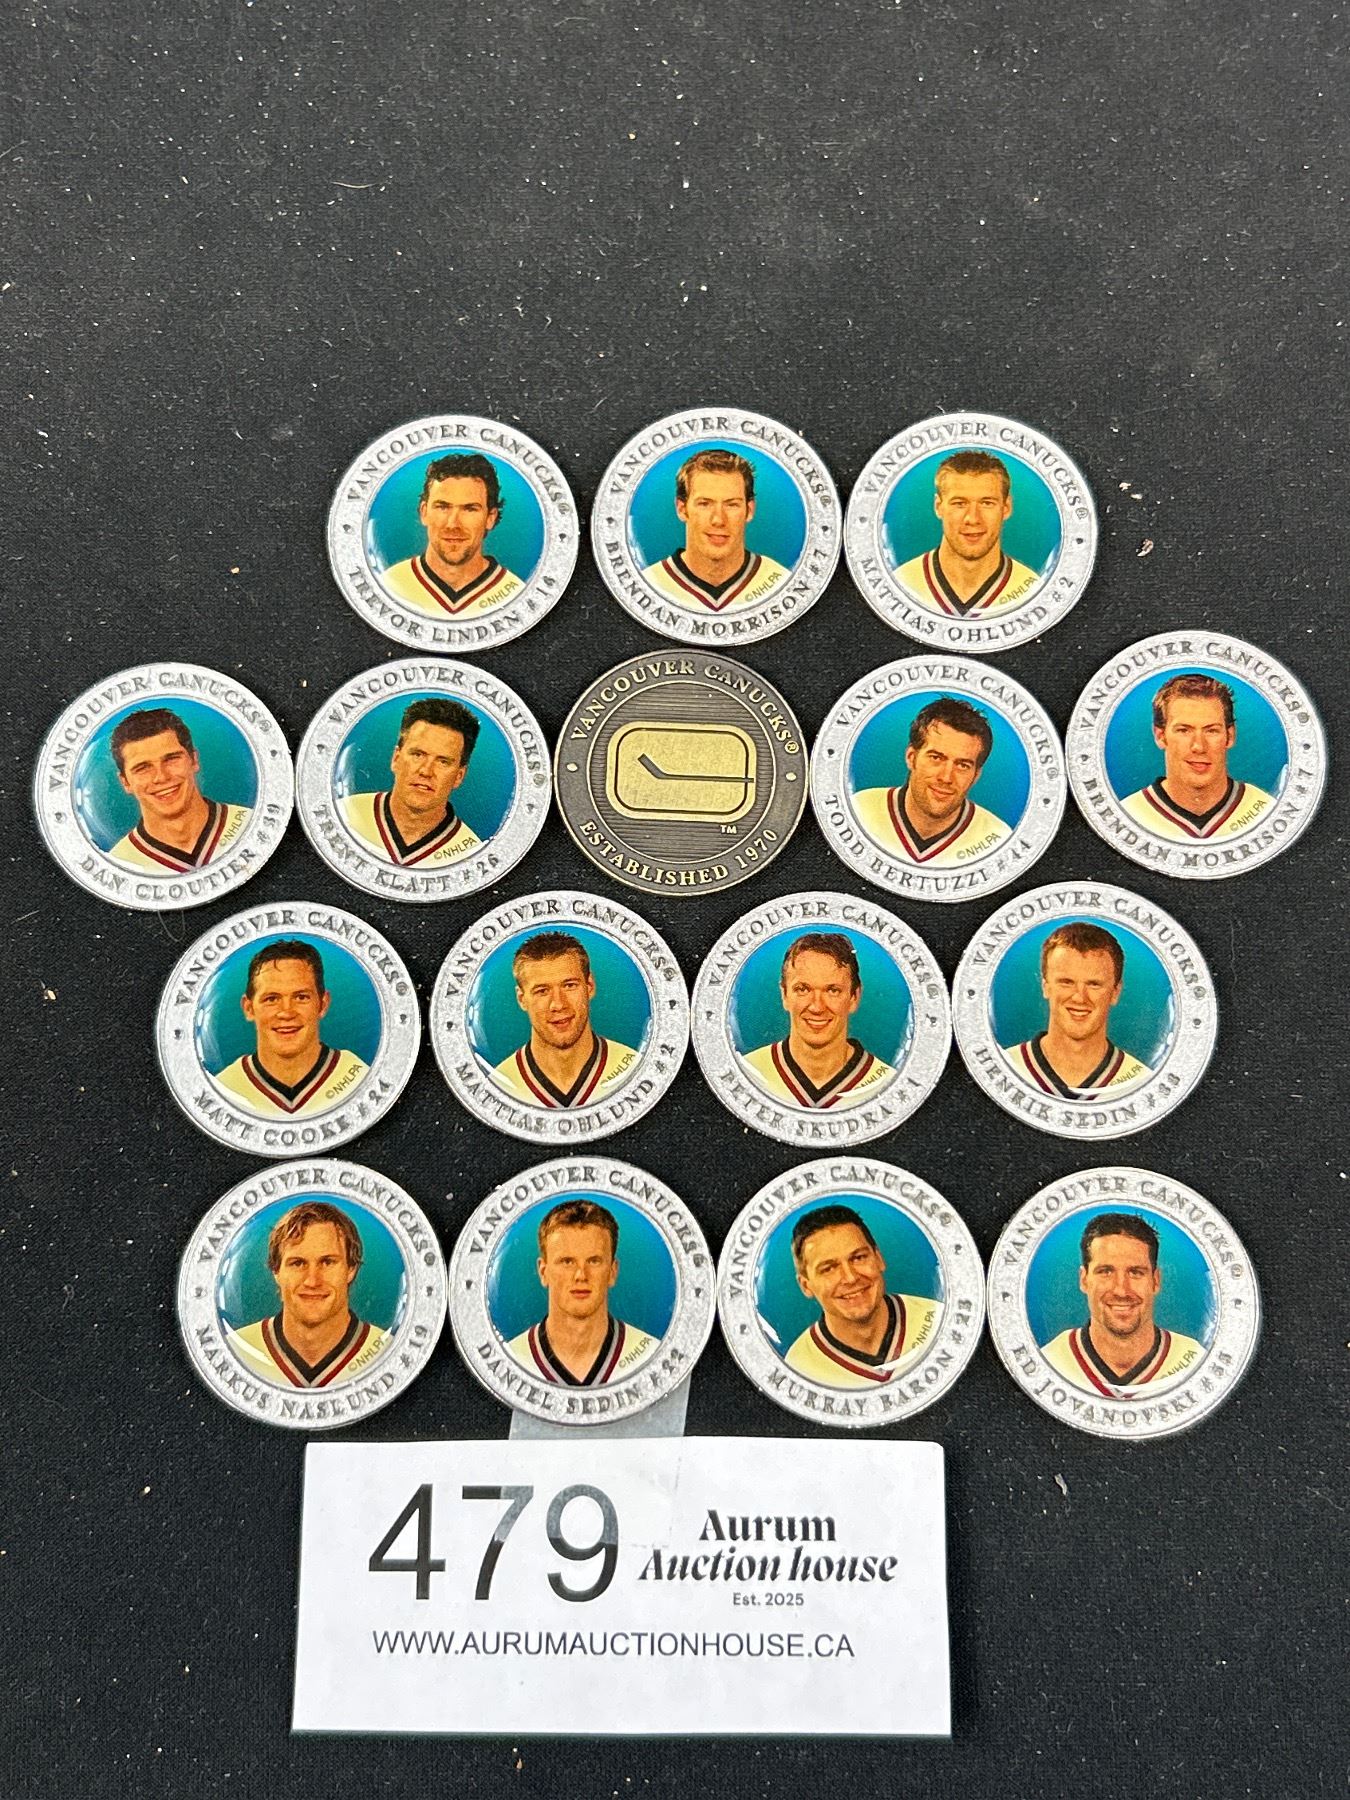 VANCOUVER CANUCKS®
TREVOR LINDEN #16
©NHLPA
VANCOUVER CANUCKS®
BRENDAN MORRISON #7
©NHLPA
VANCOUVER CANUCKS®
MATTIAS OHLUND #2
©NHLPA
VANCOUVER CANUCKS®
DAN CLOUTIER #39
©NHLPA
VANCOUVER CANUCKS®
TRENT KLATT #26
©NHLPA
VANCOUVER CANUCKS®
TM
ESTABLISHED 1970
VANCOUVER CANUCKS®
TODD BERTUZZI #44
©NHLPA
VANCOUVER CANUCKS®
BRENDAN MORRISON #7
©NHLPA
VANCOUVER CANUCKS®
MATT COOKE #24
©NHLPA
VANCOUVER CANUCKS®
MATTIAS OHLUND #2
©NHLPA
VANCOUVER CANUCKS®
PETER SKUDRA #1
VANCOUVER CANUCKS®
HENRIK SEDIN #33
VANCOUVER CANUCKS®
MARKUS NASLUND #19
©NHLPA
VANCOUVER CANUCKS®
DANIEL SEDIN #22
©NHLPA
VANCOUVER CANUCKS®
MURRAY BARON #23
©NHLPA
VANCOUVER CANUCKS®
ED JOVANOVSKI #55
©NHLPA
479
Aurum
Auction house
Est. 2025
WWW.AURUMAUCTIONHOUSE.CA